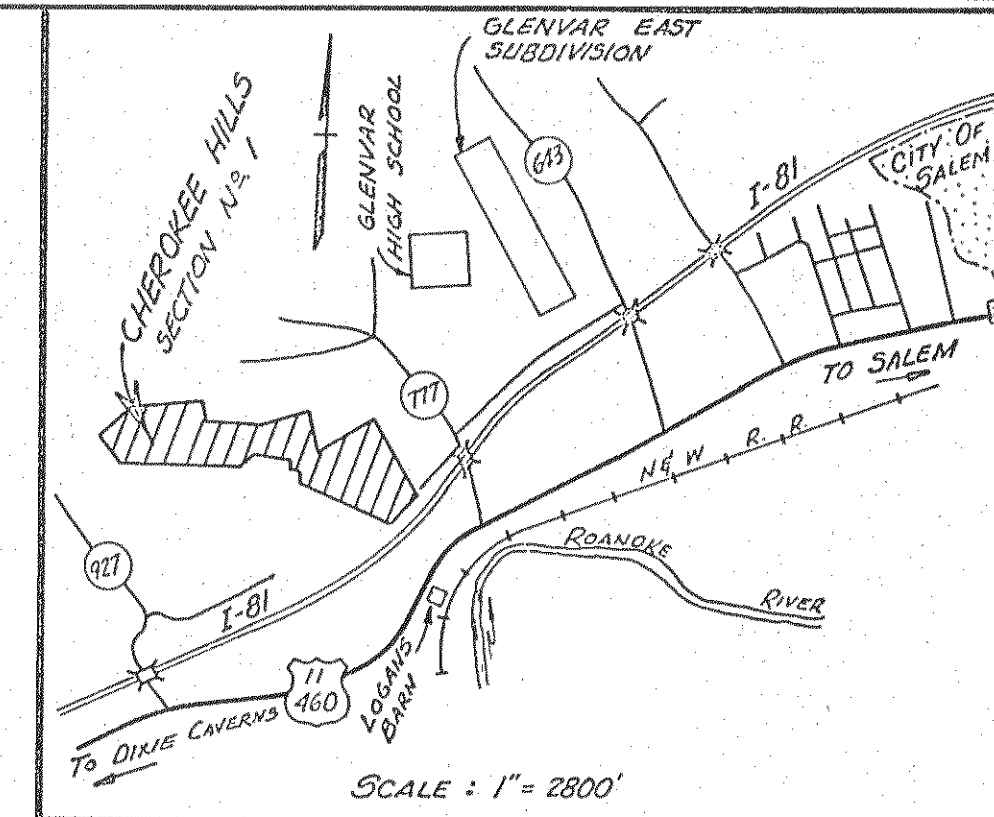 GLENVAR EAST
SUBDIVISION
CHEROKEE HILLS
SECTION Nº 1
GLENVAR
HIGH SCHOOL
643
I-81
CITY OF
SALEM
TO SALEM
777
N & W R. R.
ROANOKE
RIVER
927
I-81
11
460
LOGANS
BARN
TO DIXIE CAVERNS
SCALE : 1" = 2800'